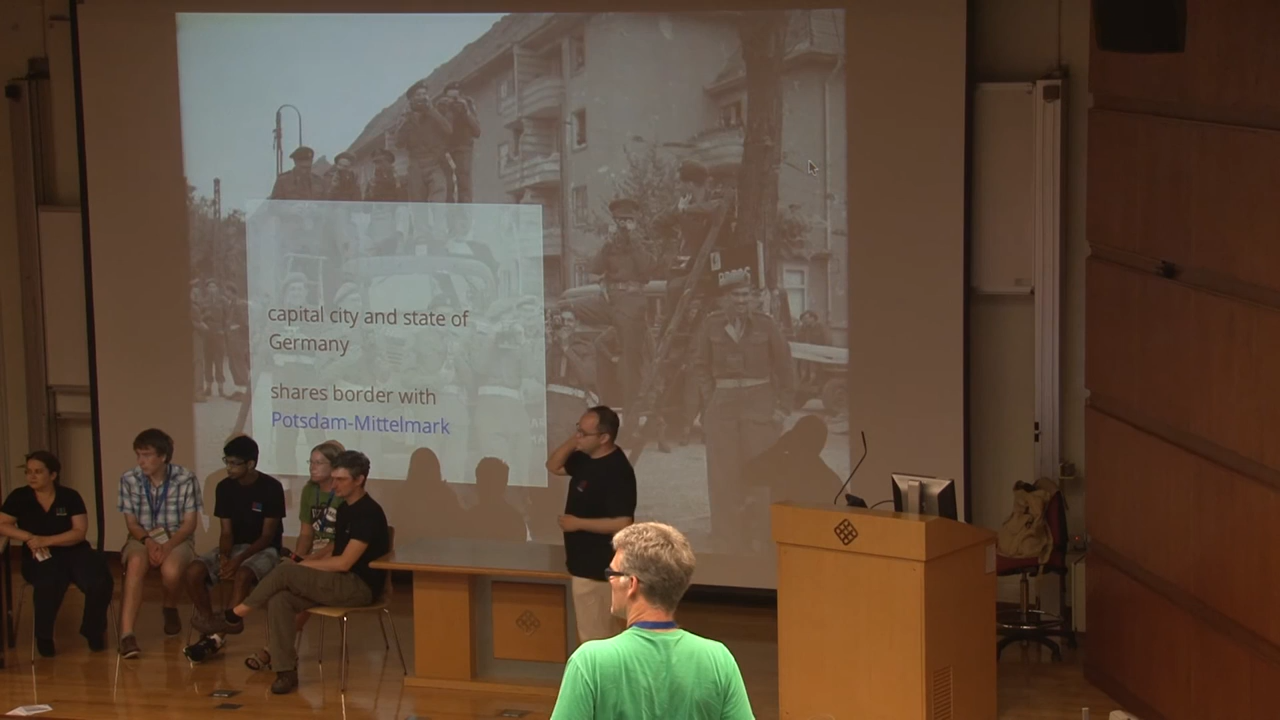 capital city and state of
Germany
shares border with
Potsdam-Mittelmark